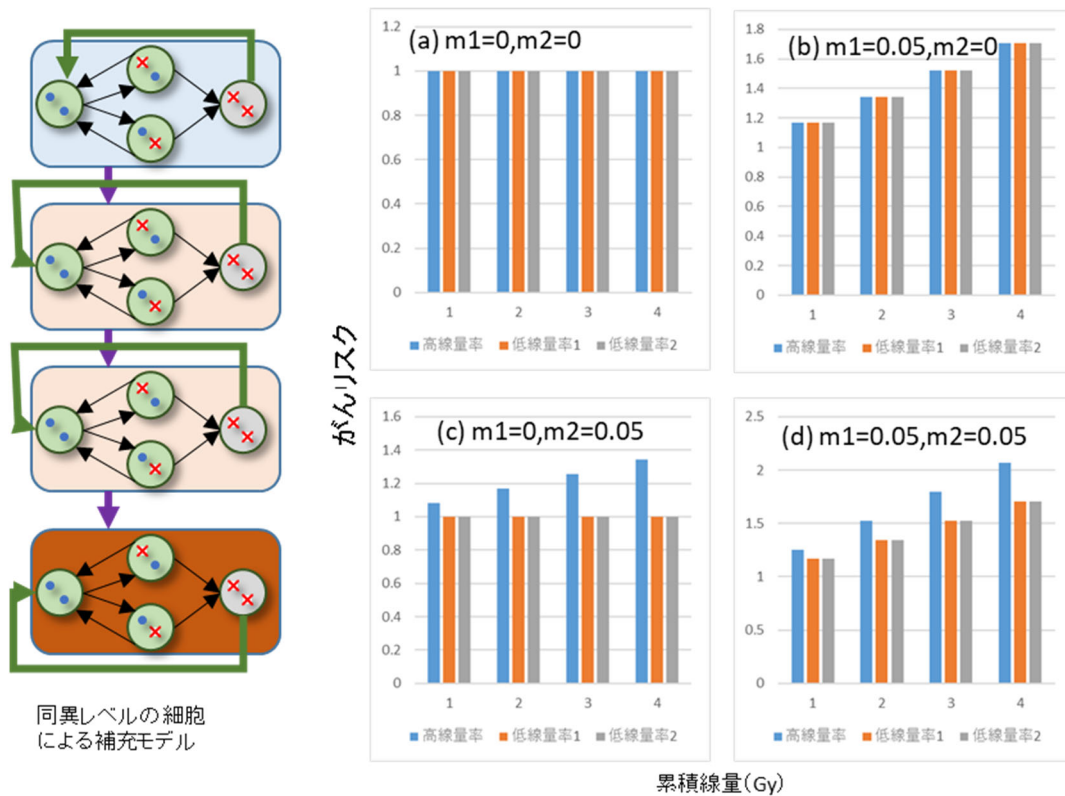 (a) m1=0,m2=0
1.2
1
0.8
0.6
0.4
0.2
0
1 2 3 4
高線量率 低線量率1 低線量率2
(b) m1=0.05,m2=0
1.8
1.6
1.4
1.2
1
0.8
0.6
0.4
0.2
0
1 2 3 4
高線量率 低線量率1 低線量率2
がんリスク
(c) m1=0,m2=0.05
1.6
1.4
1.2
1
0.8
0.6
0.4
0.2
0
1 2 3 4
高線量率 低線量率1 低線量率2
(d) m1=0.05,m2=0.05
2.5
2
1.5
1
0.5
0
1 2 3 4
高線量率 低線量率1 低線量率2
同異レベルの細胞
による補充モデル
累積線量(Gy)